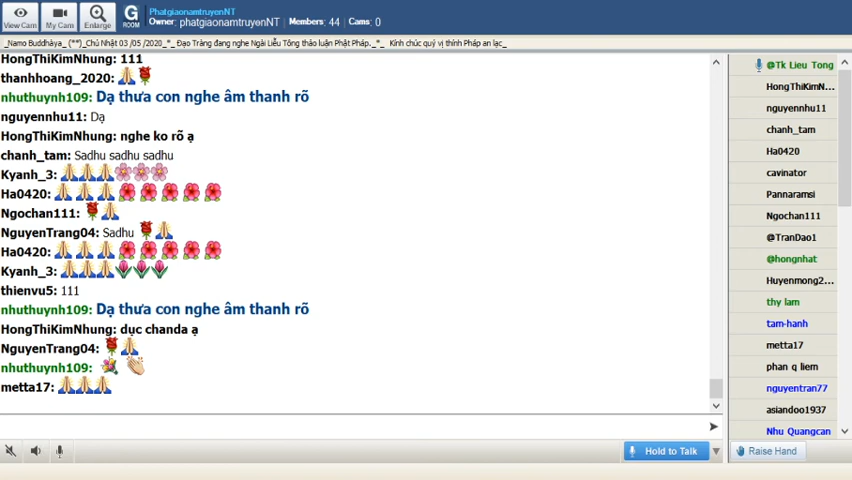 View Cam
My Cam
Enlarge
G
ROOM
PhatgiaonamtruyenNT
Owner: phatgiaonamtruyenNT | Members: 44 | Cams: 0
_Namo Buddhàya_ (**)_Chủ Nhật 03 /05 /2020_*_ Đạo Tràng đang nghe Ngài Liễu Tông thảo luận Phật Pháp._*_ Kính chúc quý vị thính Pháp an lạc_
HongThiKimNhung: 111
thanhhoang_2020: 🙏🌹
nhuthuynh109: Dạ thưa con nghe âm thanh rõ
nguyennhu11: Dạ
HongThiKimNhung: nghe ko rõ ạ
chanh_tam: Sadhu sadhu sadhu
Kyanh_3: 🙏🙏🙏🌸🌸🌸
Ha0420: 🙏🙏🙏🌺🌺🌺🌺🌺
Ngochan111: 🌹🙏
NguyenTrang04: Sadhu 🌹🙏
Ha0420: 🙏🙏🙏🌺🌺🌺🌺🌺
Kyanh_3: 🙏🙏🙏🌷🌷🌷
thienvu5: 111
nhuthuynh109: Dạ thưa con nghe âm thanh rõ
HongThiKimNhung: dục chanda ạ
NguyenTrang04: 🌹🙏
nhuthuynh109: 💐 👏
metta17: 🙏🙏🙏
@Tk Lieu Tong
HongThiKimN...
nguyennhu11
chanh_tam
Ha0420
cavinator
Pannaramsi
Ngochan111
@TranDao1
@hongnhat
Huyenmong2...
thy lam
tam-hanh
metta17
phan q liem
nguyentran77
asiandoo1937
Nhu Quangcan
Hold to Talk
Raise Hand